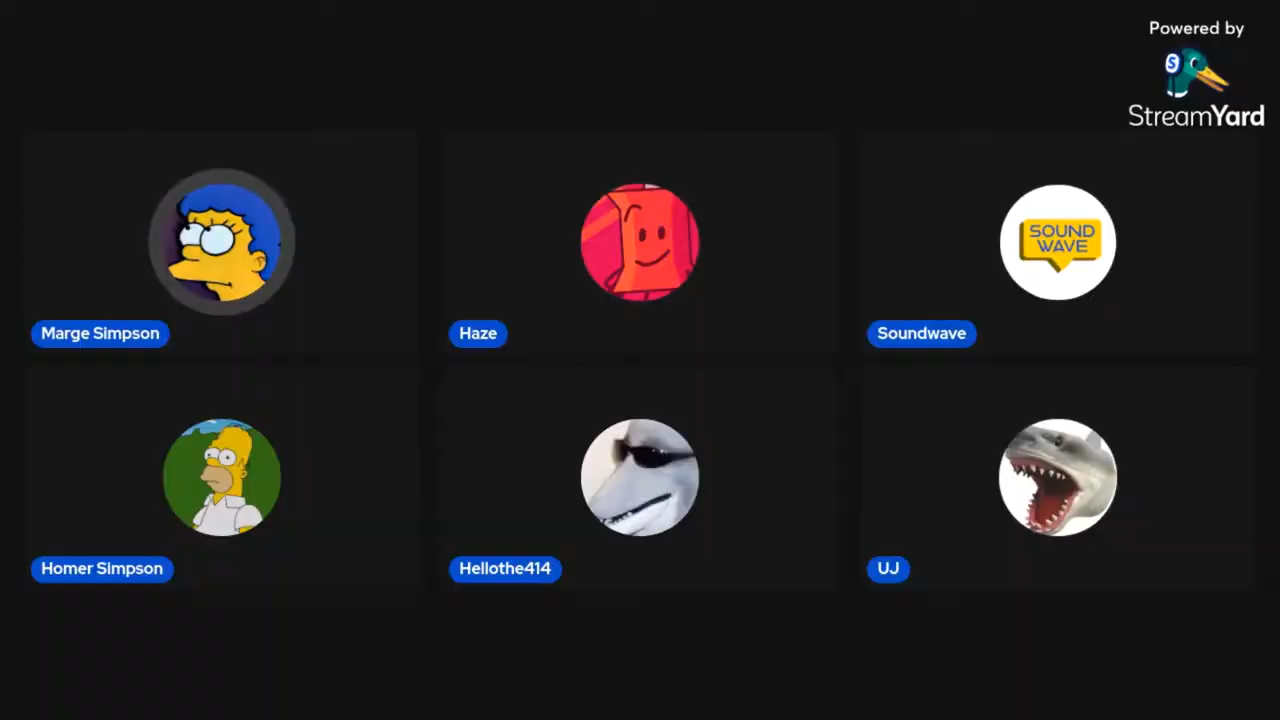 Powered by
S
StreamYard
SOUND
WAVE
Marge Simpson
Haze
Soundwave
Homer Simpson
Hellothe414
UJ